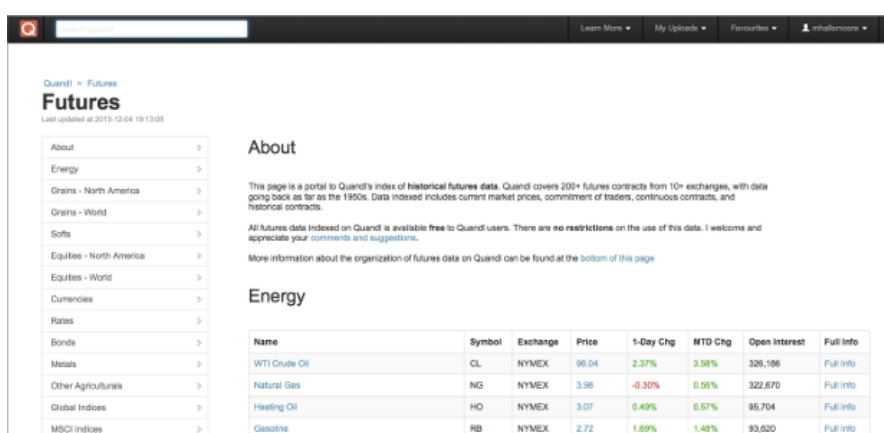 Search Quandl
Learn More
My Uploads
Favourites
mhallsmoore
Quandl > Futures
Futures
Last updated at 2013-12-04 19:13:05
About
Energy
Grains - North America
Grains - World
Softs
Equities - North America
Equities - World
Currencies
Rates
Bonds
Metals
Other Agriculturals
Global Indices
MSCI Indices
About
This page is a portal to Quandl's index of historical futures data. Quandl covers 200+ futures contracts from 10+ exchanges, with data
going back as far as the 1950s. Data indexed includes current market prices, commitment of traders, continuous contracts, and
historical contracts.
All futures data indexed on Quandl is available free to Quandl users. There are no restrictions on the use of this data. I welcome and
appreciate your comments and suggestions.
More information about the organization of futures data on Quandl can be found at the bottom of this page
Energy
Name Symbol Exchange Price 1-Day Chg MTD Chg Open Interest Full Info
WTI Crude Oil CL NYMEX 96.04 2.37% 3.58% 326,186 Full Info
Natural Gas NG NYMEX 3.98 -0.30% 0.56% 322,670 Full Info
Heating Oil HO NYMEX 3.07 0.49% 0.57% 95,704 Full Info
Gasoline RB NYMEX 2.72 1.69% 1.48% 93,620 Full Info